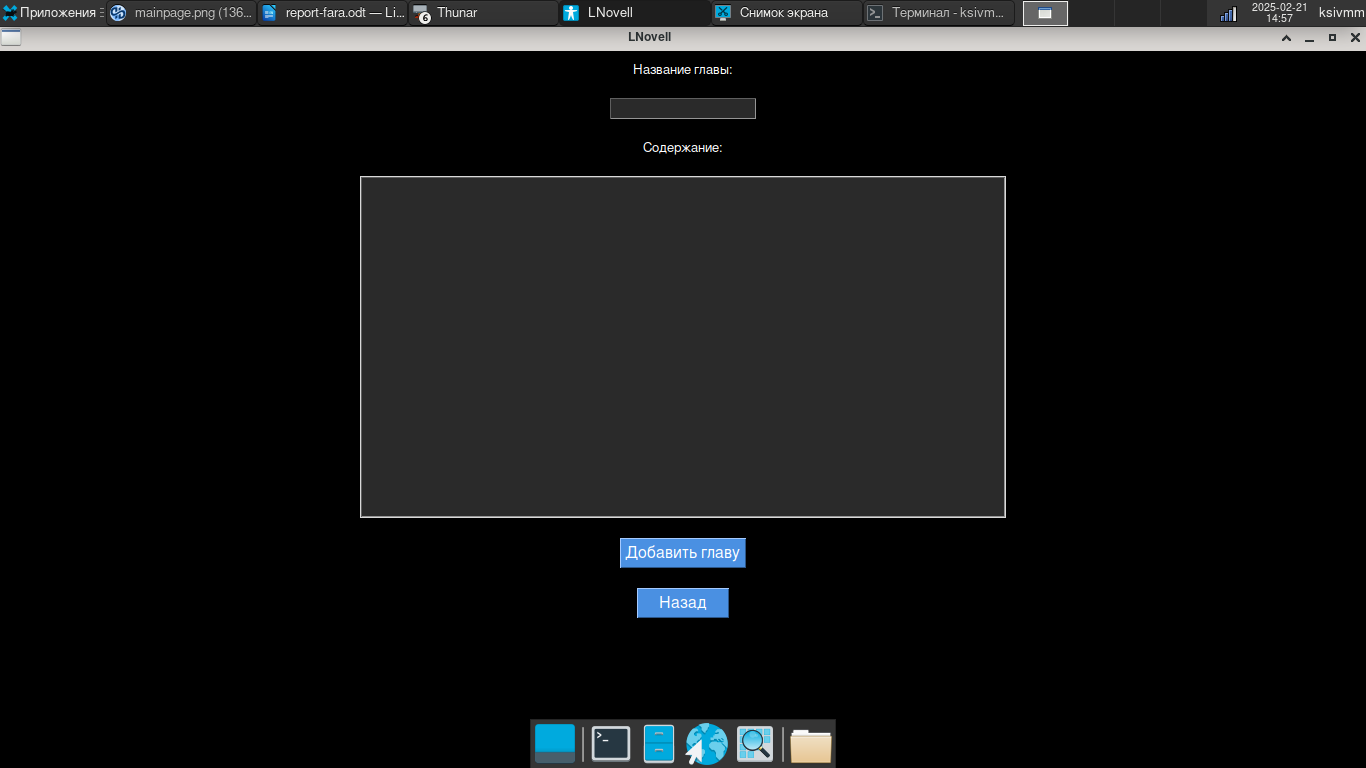 Приложения
mainpage.png (136...
report-fara.odt — Li...
6
Thunar
LNovell
Снимок экрана
Терминал - ksivm...
2025-02-21
14:57
ksivmm
LNovell
Название главы:
Содержание:
Добавить главу
Назад